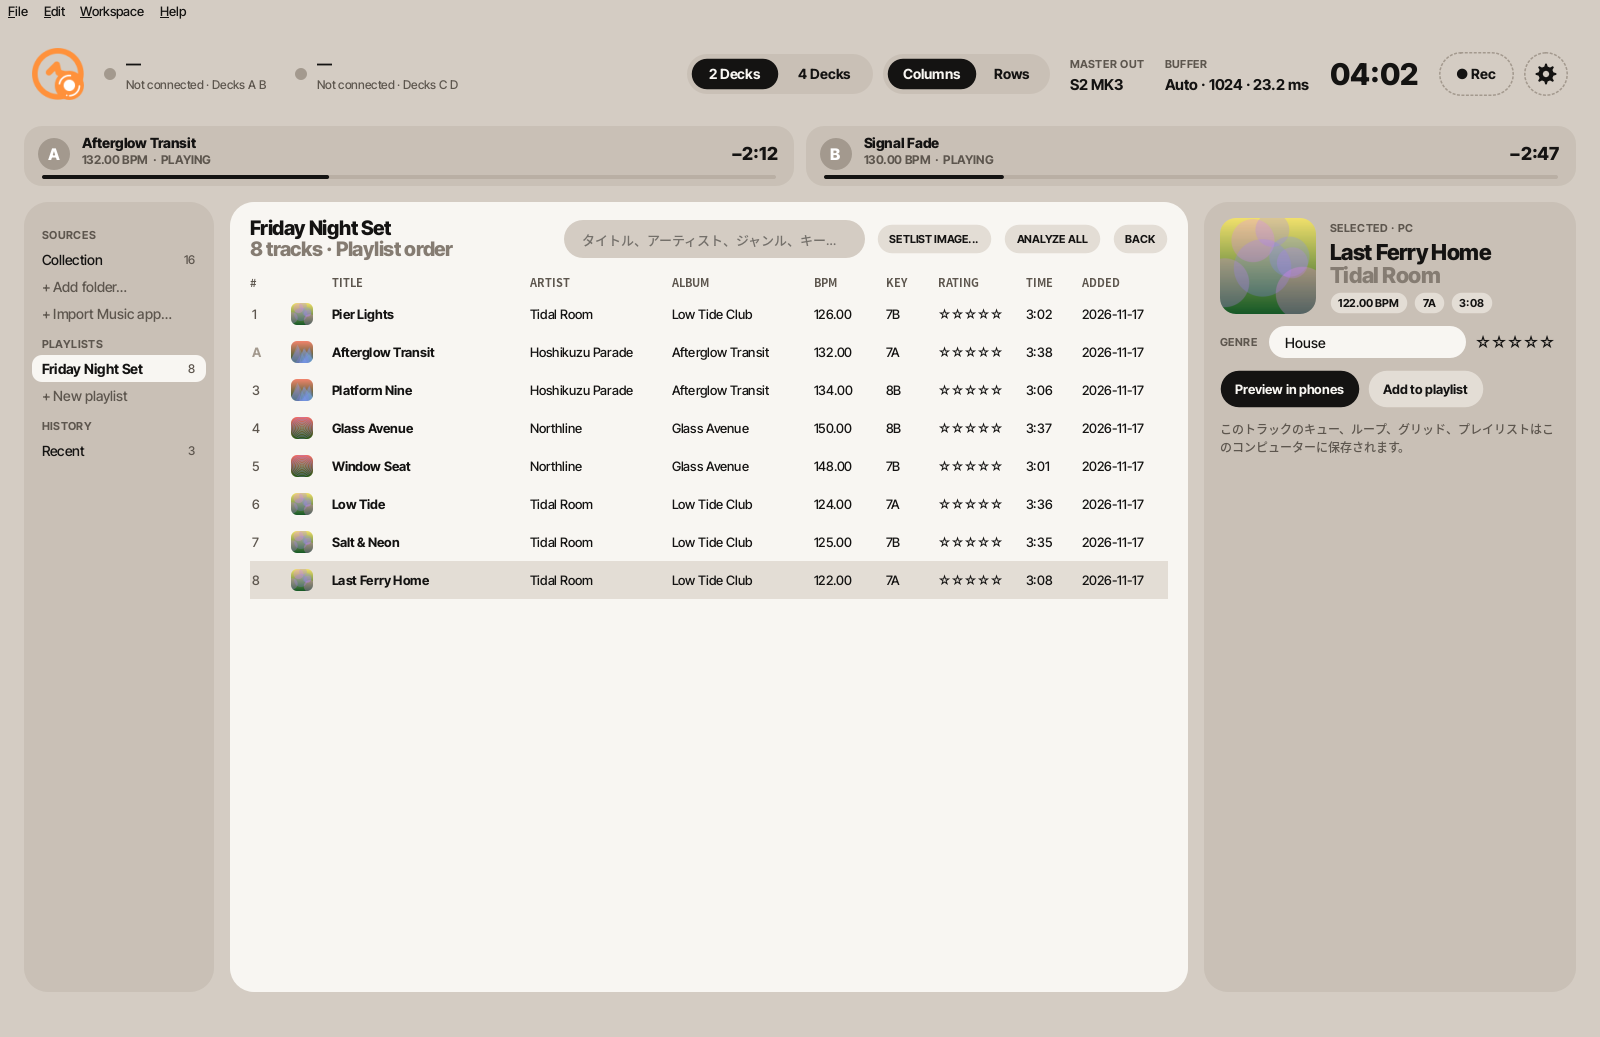 File Edit Workspace Help
—
Not connected · Decks A B
—
Not connected · Decks C D
2 Decks 4 Decks
Columns Rows
MASTER OUT
S2 MK3
BUFFER
Auto · 1024 · 23.2 ms
04:02
Rec
A
Afterglow Transit
132.00 BPM · PLAYING
–2:12
B
Signal Fade
130.00 BPM · PLAYING
–2:47
SOURCES
Collection 16
+ Add folder...
+ Import Music app...
PLAYLISTS
Friday Night Set 8
+ New playlist
HISTORY
Recent 3
Friday Night Set
8 tracks · Playlist order
タイトル、アーティスト、ジャンル、キー...
SETLIST IMAGE... ANALYZE ALL BACK
# TITLE ARTIST ALBUM BPM KEY RATING TIME ADDED
1 Pier Lights Tidal Room Low Tide Club 126.00 7B ☆☆☆☆☆ 3:02 2026-11-17
A Afterglow Transit Hoshikuzu Parade Afterglow Transit 132.00 7A ☆☆☆☆☆ 3:38 2026-11-17
3 Platform Nine Hoshikuzu Parade Afterglow Transit 134.00 8B ☆☆☆☆☆ 3:06 2026-11-17
4 Glass Avenue Northline Glass Avenue 150.00 8B ☆☆☆☆☆ 3:37 2026-11-17
5 Window Seat Northline Glass Avenue 148.00 7B ☆☆☆☆☆ 3:01 2026-11-17
6 Low Tide Tidal Room Low Tide Club 124.00 7A ☆☆☆☆☆ 3:36 2026-11-17
7 Salt & Neon Tidal Room Low Tide Club 125.00 7B ☆☆☆☆☆ 3:35 2026-11-17
8 Last Ferry Home Tidal Room Low Tide Club 122.00 7A ☆☆☆☆☆ 3:08 2026-11-17
SELECTED · PC
Last Ferry Home
Tidal Room
122.00 BPM 7A 3:08
GENRE House ☆☆☆☆☆
Preview in phones Add to playlist
このトラックのキュー、ループ、グリッド、プレイリストはこ
のコンピューターに保存されます。